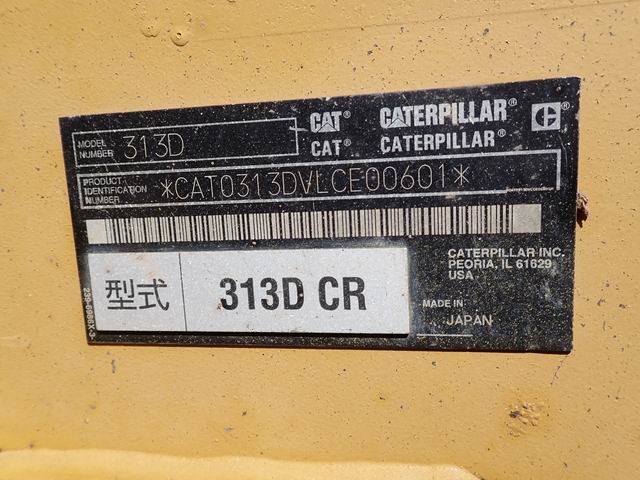 MODEL NUMBER 313D
CAT® CATERPILLAR®
CAT® CATERPILLAR®
PRODUCT IDENTIFICATION NUMBER *CAT0313DVLCE00601*
CATERPILLAR INC.
PEORIA, IL 61629
USA
型式 313D CR
MADE IN
JAPAN